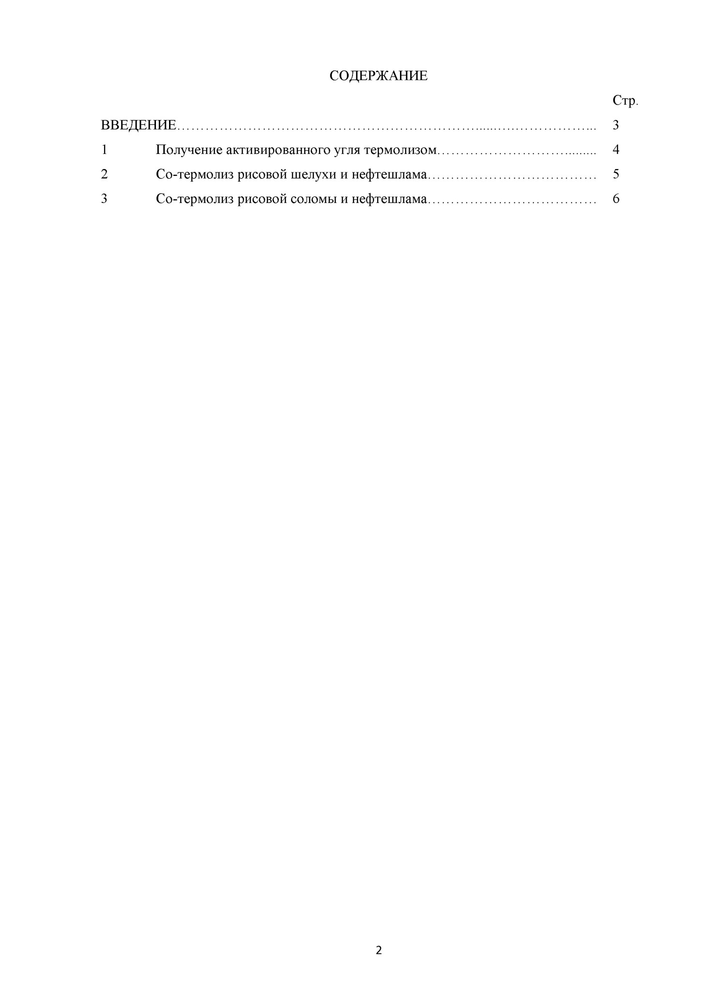 СОДЕРЖАНИЕ
Стр.
ВВЕДЕНИЕ…………………………………………………………......…..……………... 3
1 Получение активированного угля термолизом………………………......... 4
2 Со-термолиз рисовой шелухи и нефтешлама……………………………… 5
3 Со-термолиз рисовой соломы и нефтешлама……………………………… 6
2